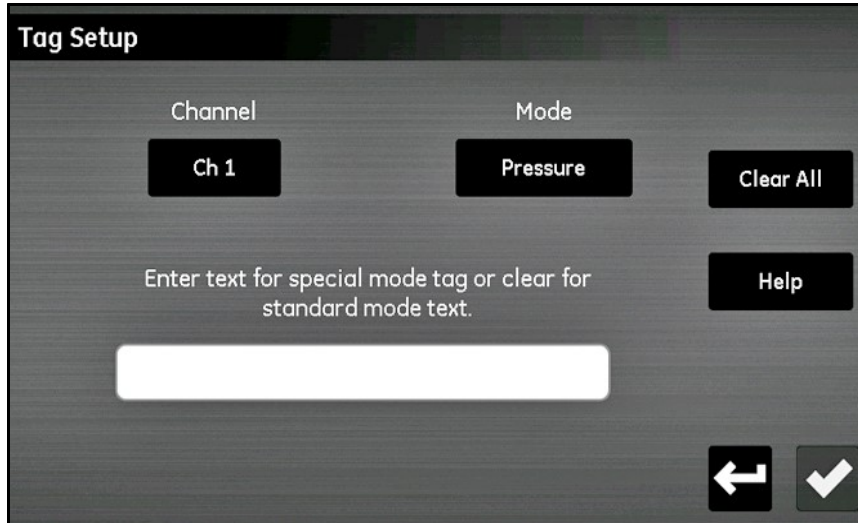 Tag Setup
Channel
Mode
Ch 1
Pressure
Clear All
Enter text for special mode tag or clear for
standard mode text.
Help